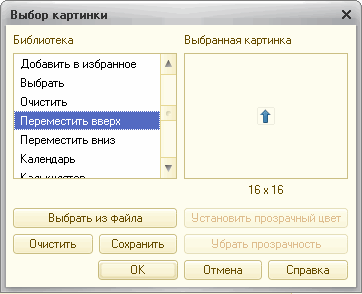 Выбор картинки
Библиотека
Выбранная картинка
Добавить в избранное
Выбрать
Очистить
Переместить вверх
Переместить вниз
Календарь
Калькулятор
16 x 16
Выбрать из файла
Установить прозрачный цвет
Очистить
Сохранить
Убрать прозрачность
OK
Отмена
Справка